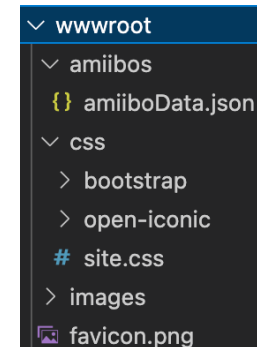 wwwroot
amiibos
{} amiiboData.json
css
bootstrap
open-iconic
# site.css
images
favicon.png